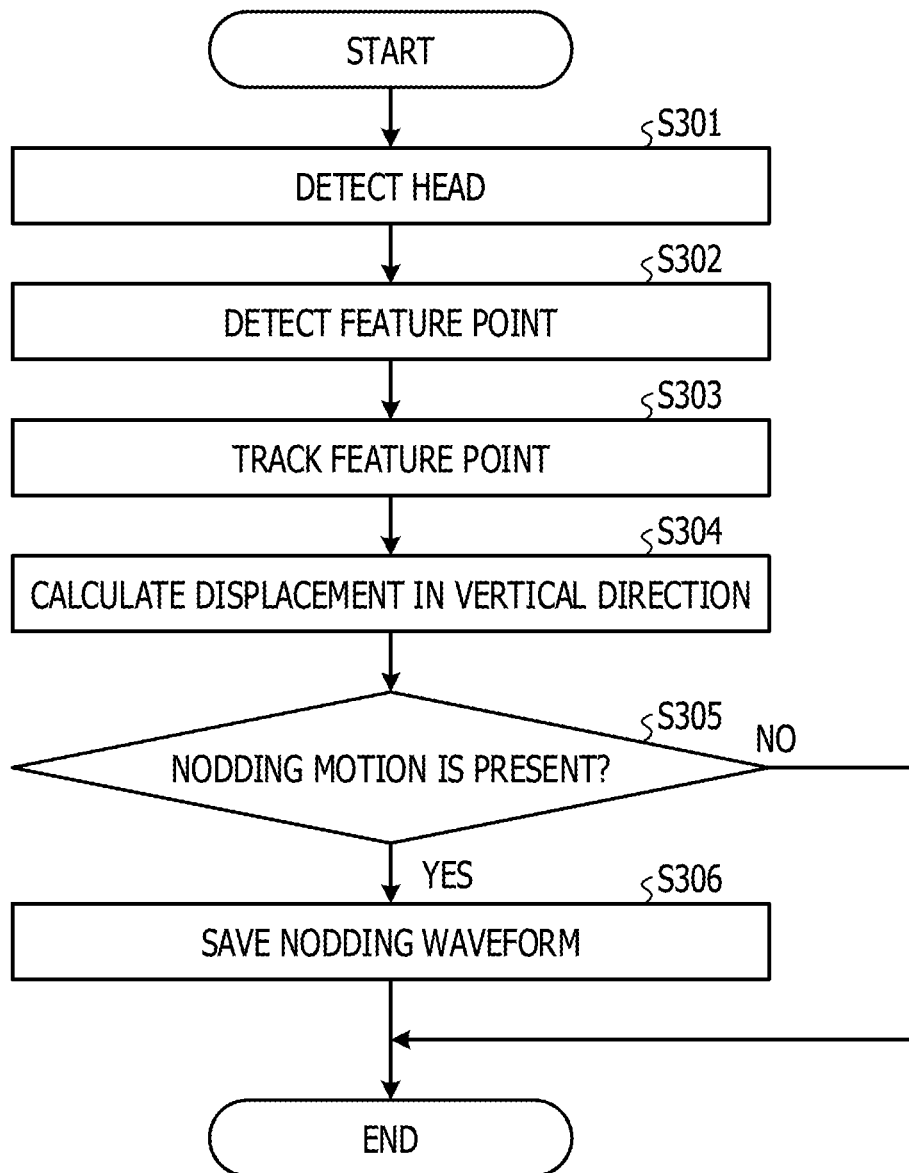 START
S301
DETECT HEAD
S302
DETECT FEATURE POINT
S303
TRACK FEATURE POINT
S304
CALCULATE DISPLACEMENT IN VERTICAL DIRECTION
S305
NODDING MOTION IS PRESENT?
NO
YES
S306
SAVE NODDING WAVEFORM
END